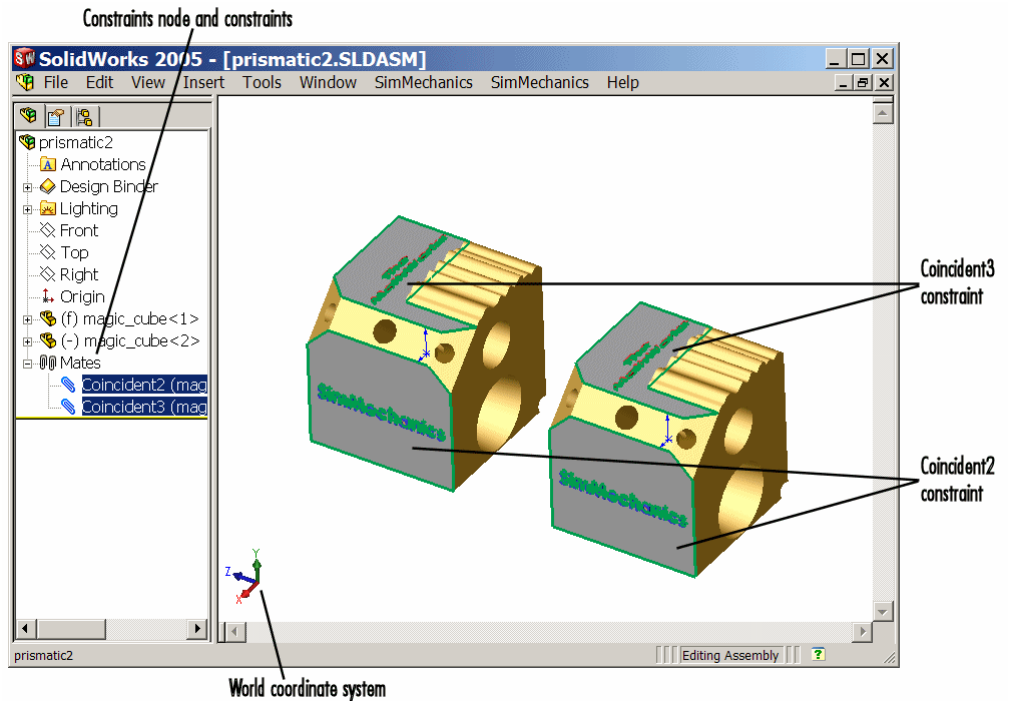 Constraints node and constraints
SolidWorks 2005 - [prismatic2.SLDASM]
File Edit View Insert Tools Window SimMechanics SimMechanics Help
prismatic2
A Annotations
Design Binder
Lighting
Front
Top
Right
Origin
(f) magic_cube<1>
(-) magic_cube<2>
Mates
Coincident2 (mag
Coincident3 (mag
SimMechanics
SimMechanics
Coincident3
constraint
Coincident2
constraint
Y
Z
X
prismatic2
Editing Assembly
?
World coordinate system